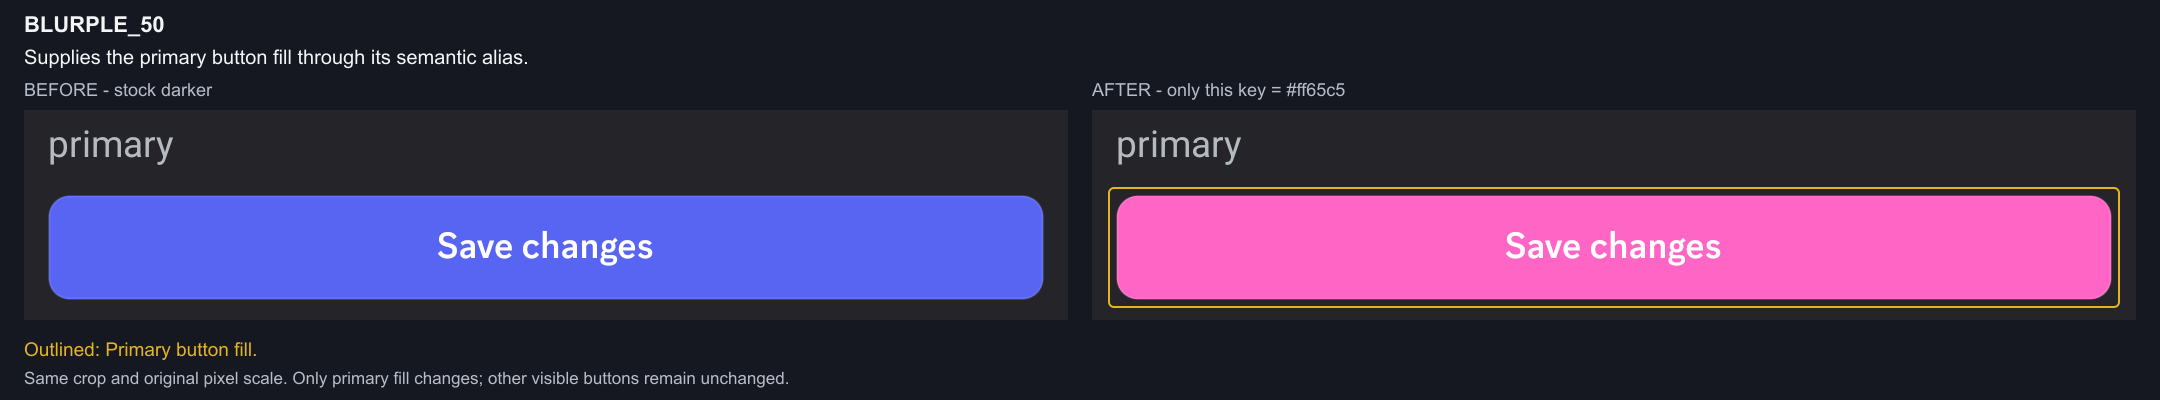 BLURPLE_50
Supplies the primary button fill through its semantic alias.
BEFORE - stock darker
AFTER - only this key = #ff65c5
primary
primary
Save changes
Save changes
Outlined: Primary button fill.
Same crop and original pixel scale. Only primary fill changes; other visible buttons remain unchanged.